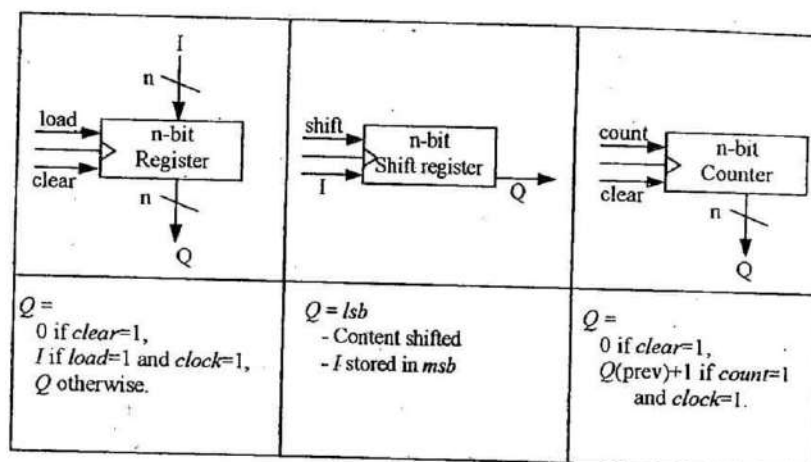 I
n
load
n-bit
Register
clear
n
Q
shift
n-bit
Shift register
I
Q
count
n-bit
Counter
clear
n
Q
Q =
0 if clear=1,
I if load=1 and clock=1,
Q otherwise.
Q = lsb
- Content shifted
- I stored in msb
Q =
0 if clear=1,
Q(prev)+1 if count=1
and clock=1.